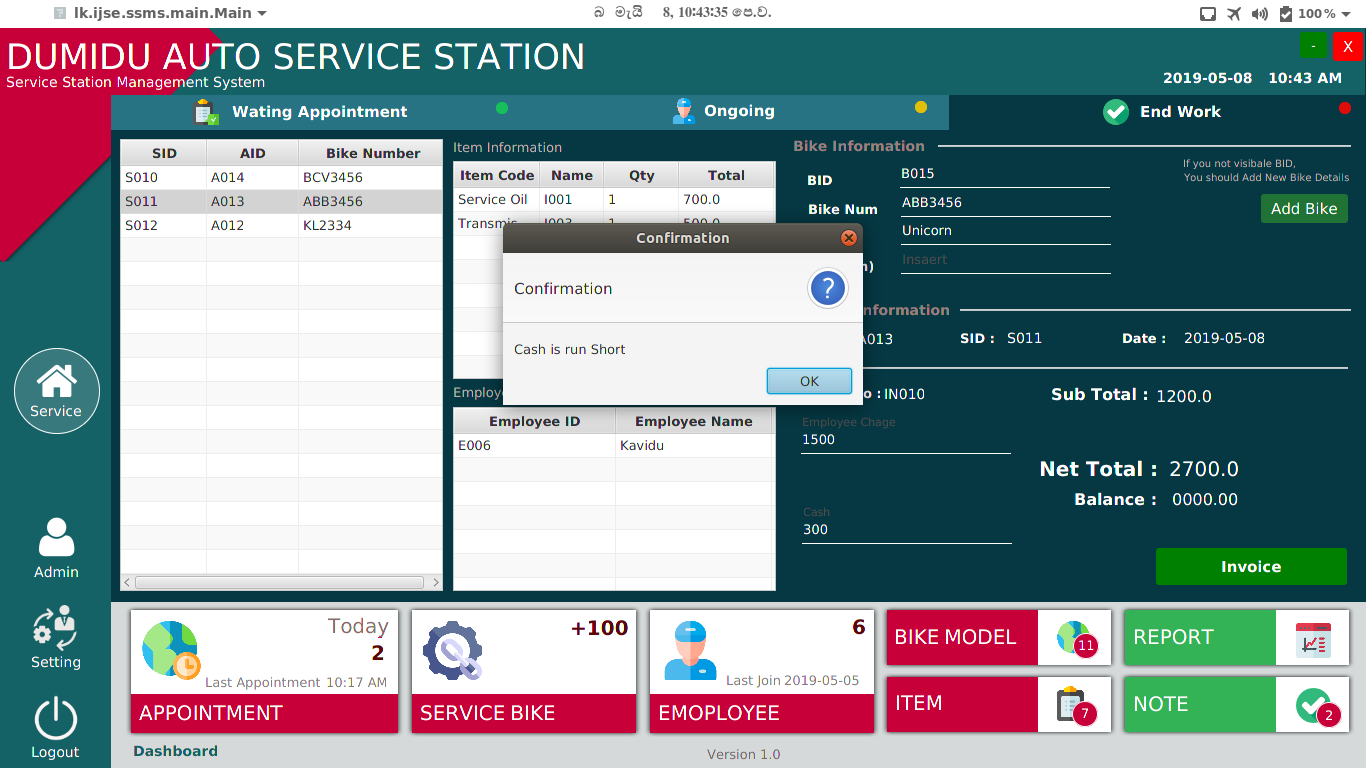 lk.ijse.ssms.main.Main
බ මැයි 8, 10:43:35 පෙ.ව.
100 %
DUMIDU AUTO SERVICE STATION
Service Station Management System
-
X
2019-05-08 10:43 AM
Wating Appointment
Ongoing
End Work
SID AID Bike Number
S010 A014 BCV3456
S011 A013 ABB3456
S012 A012 KL2334
Item Information
Item Code Name Qty Total
Service Oil I001 1 700.0
Transmis I003 1 500.0
Confirmation
Confirmation
?
Cash is run Short
OK
Employ
Employee ID Employee Name
E006 Kavidu
Bike Information
If you not visibale BID,
You should Add New Bike Details
BID B015
Bike Num ABB3456
Add Bike
Unicorn
Insaert
nformation
A013 SID : S011 Date : 2019-05-08
o : IN010
Sub Total : 1200.0
Employee Chage
1500
Net Total : 2700.0
Balance : 0000.00
Cash
300
Invoice
Service
Admin
Setting
Logout
Today
2
Last Appointment 10:17 AM
APPOINTMENT
+100
SERVICE BIKE
6
Last Join 2019-05-05
EMOPLOYEE
BIKE MODEL
11
REPORT
ITEM
7
NOTE
2
Dashboard
Version 1.0